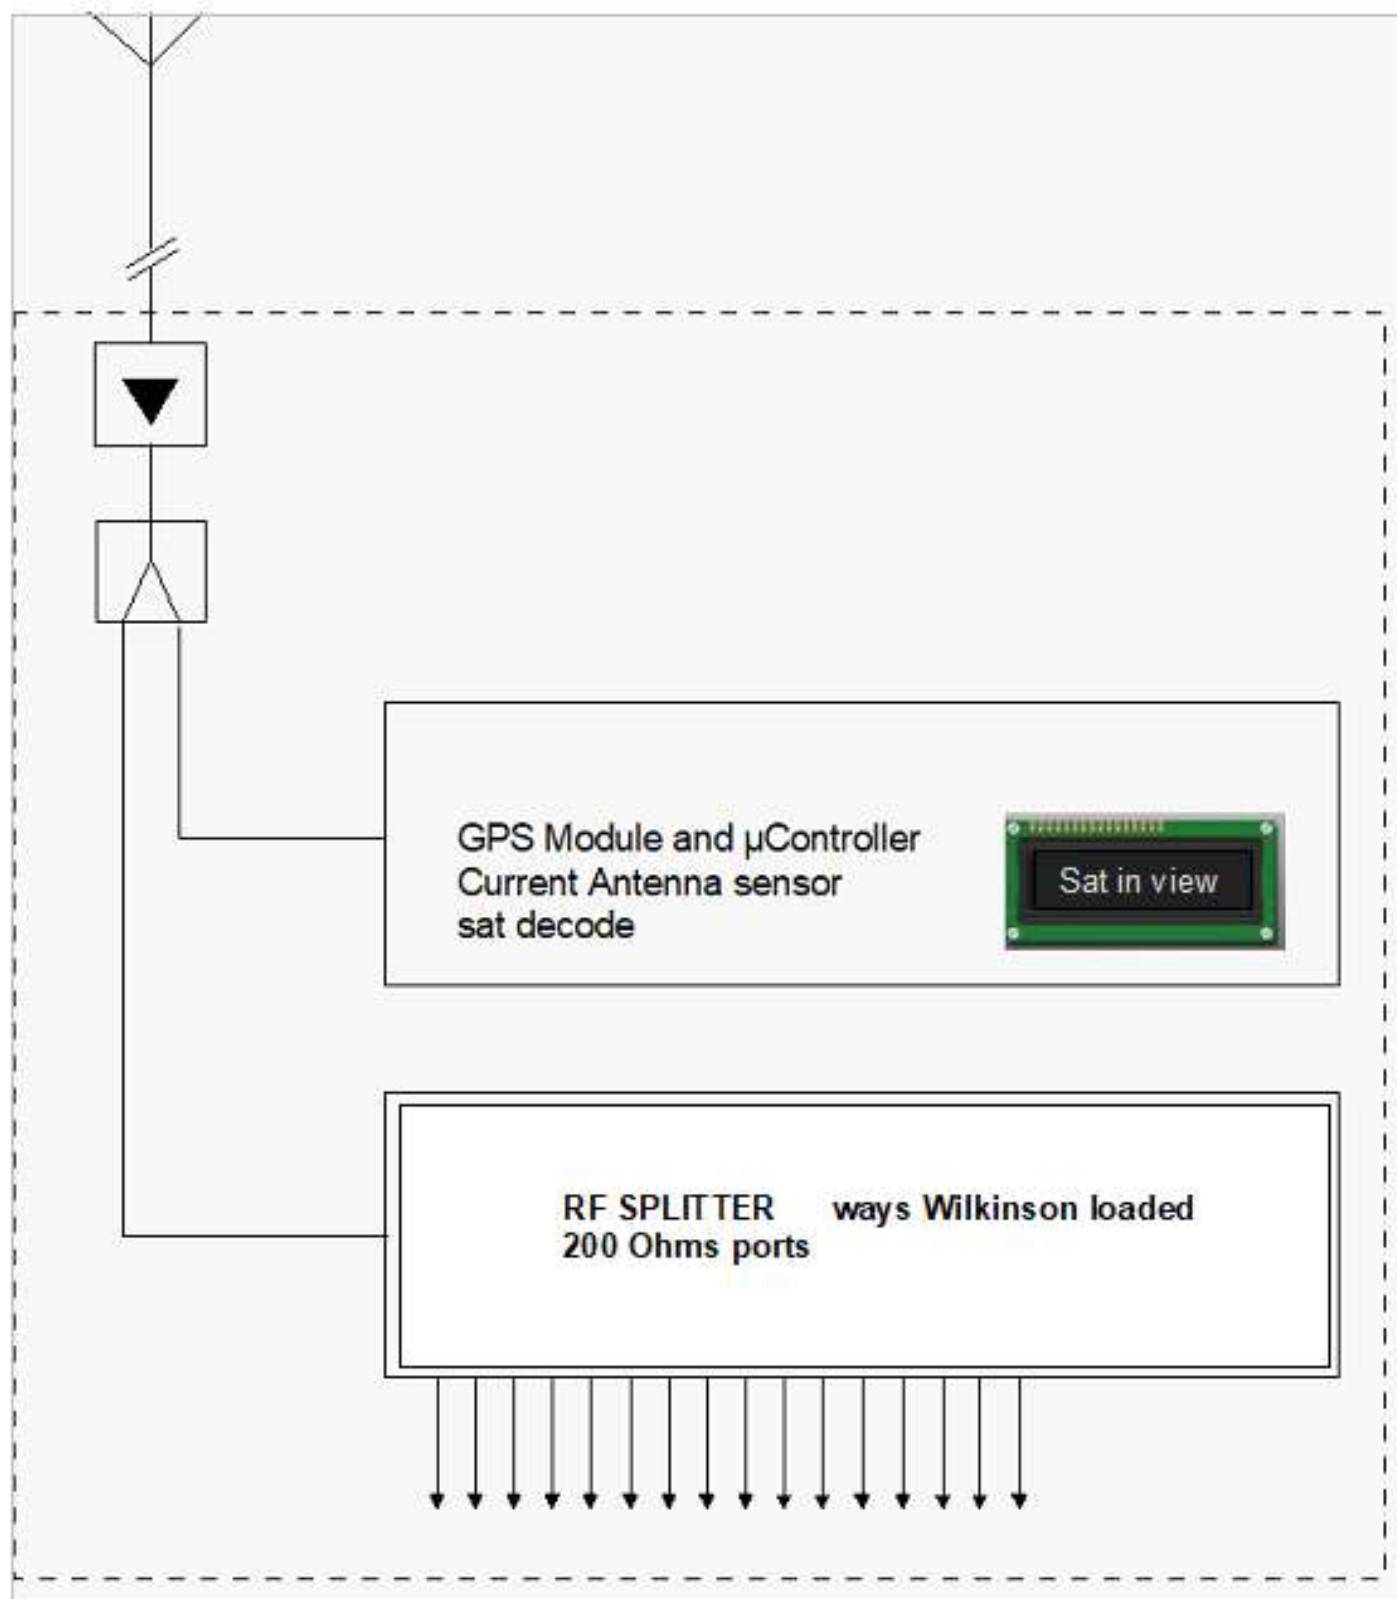 GPS Module and µController
Current Antenna sensor
sat decode
Sat in view
RF SPLITTER ways Wilkinson loaded
200 Ohms ports